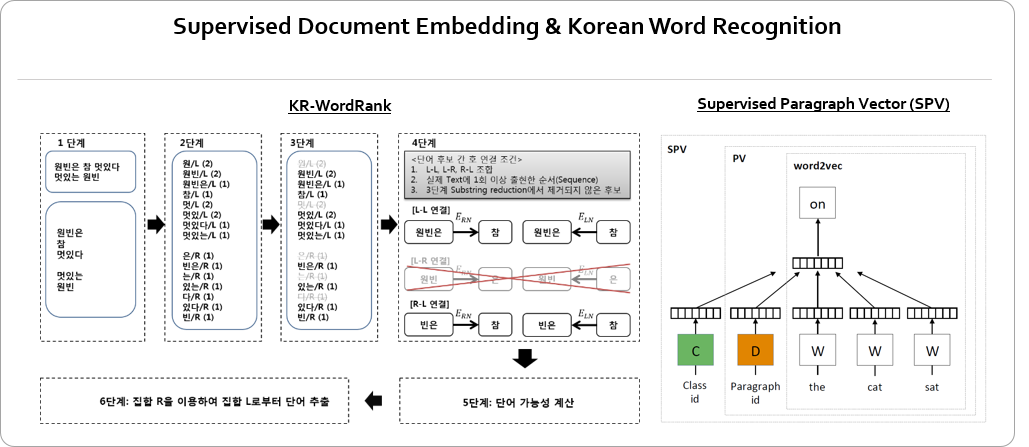 Supervised Document Embedding & Korean Word Recognition
KR-WordRank
1 단계
원빈은 참 멋있다
멋있는 원빈
원빈은
참
멋있다
멋있는
원빈
2단계
원/L (2)
원빈/L (2)
원빈은/L (1)
참/L (1)
멋/L (2)
멋있/L (2)
멋있다/L (1)
멋있는/L (1)
은/R (1)
빈은/R (1)
는/R (1)
있는/R (1)
다/R (1)
있다/R (1)
빈/R (1)
3단계
원/L (2)
원빈/L (2)
원빈은/L (1)
참/L (1)
멋/L (2)
멋있/L (2)
멋있다/L (1)
멋있는/L (1)
은/R (1)
빈은/R (1)
는/R (1)
있는/R (1)
다/R (1)
있다/R (1)
빈/R (1)
4단계
<단어 후보 간 호 연결 조건>
1. L-L, L-R, R-L 조합
2. 실제 Text에 1회 이상 출현한 순서(Sequence)
3. 3단계 Substring reduction에서 제거되지 않은 후보
[L-L 연결]
원빈은 E_RN 참 원빈은 E_LN 참
[L-R 연결]
원빈 E_RN 은 원빈 E_LN 은
[R-L 연결]
빈은 E_RN 참 빈은 E_LN 참
5단계: 단어 가능성 계산
6단계: 집합 R을 이용하여 집합 L로부터 단어 추출
Supervised Paragraph Vector (SPV)
SPV
PV
word2vec
on
C D W W W
Class id
Paragraph id
the cat sat